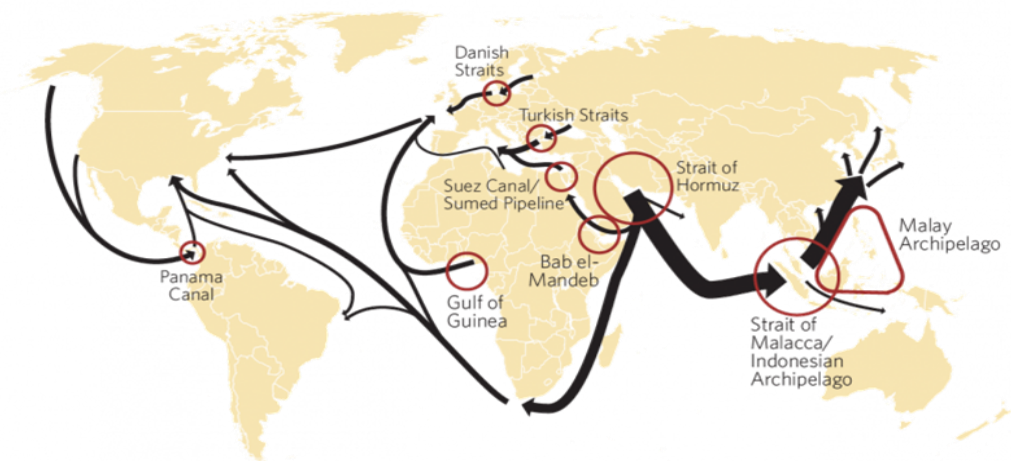 Danish
Straits
Turkish Straits
Strait of
Hormuz
Suez Canal/
Sumed Pipeline
Malay
Archipelago
Bab el-
Mandeb
Panama
Canal
Gulf of
Guinea
Strait of
Malacca/
Indonesian
Archipelago